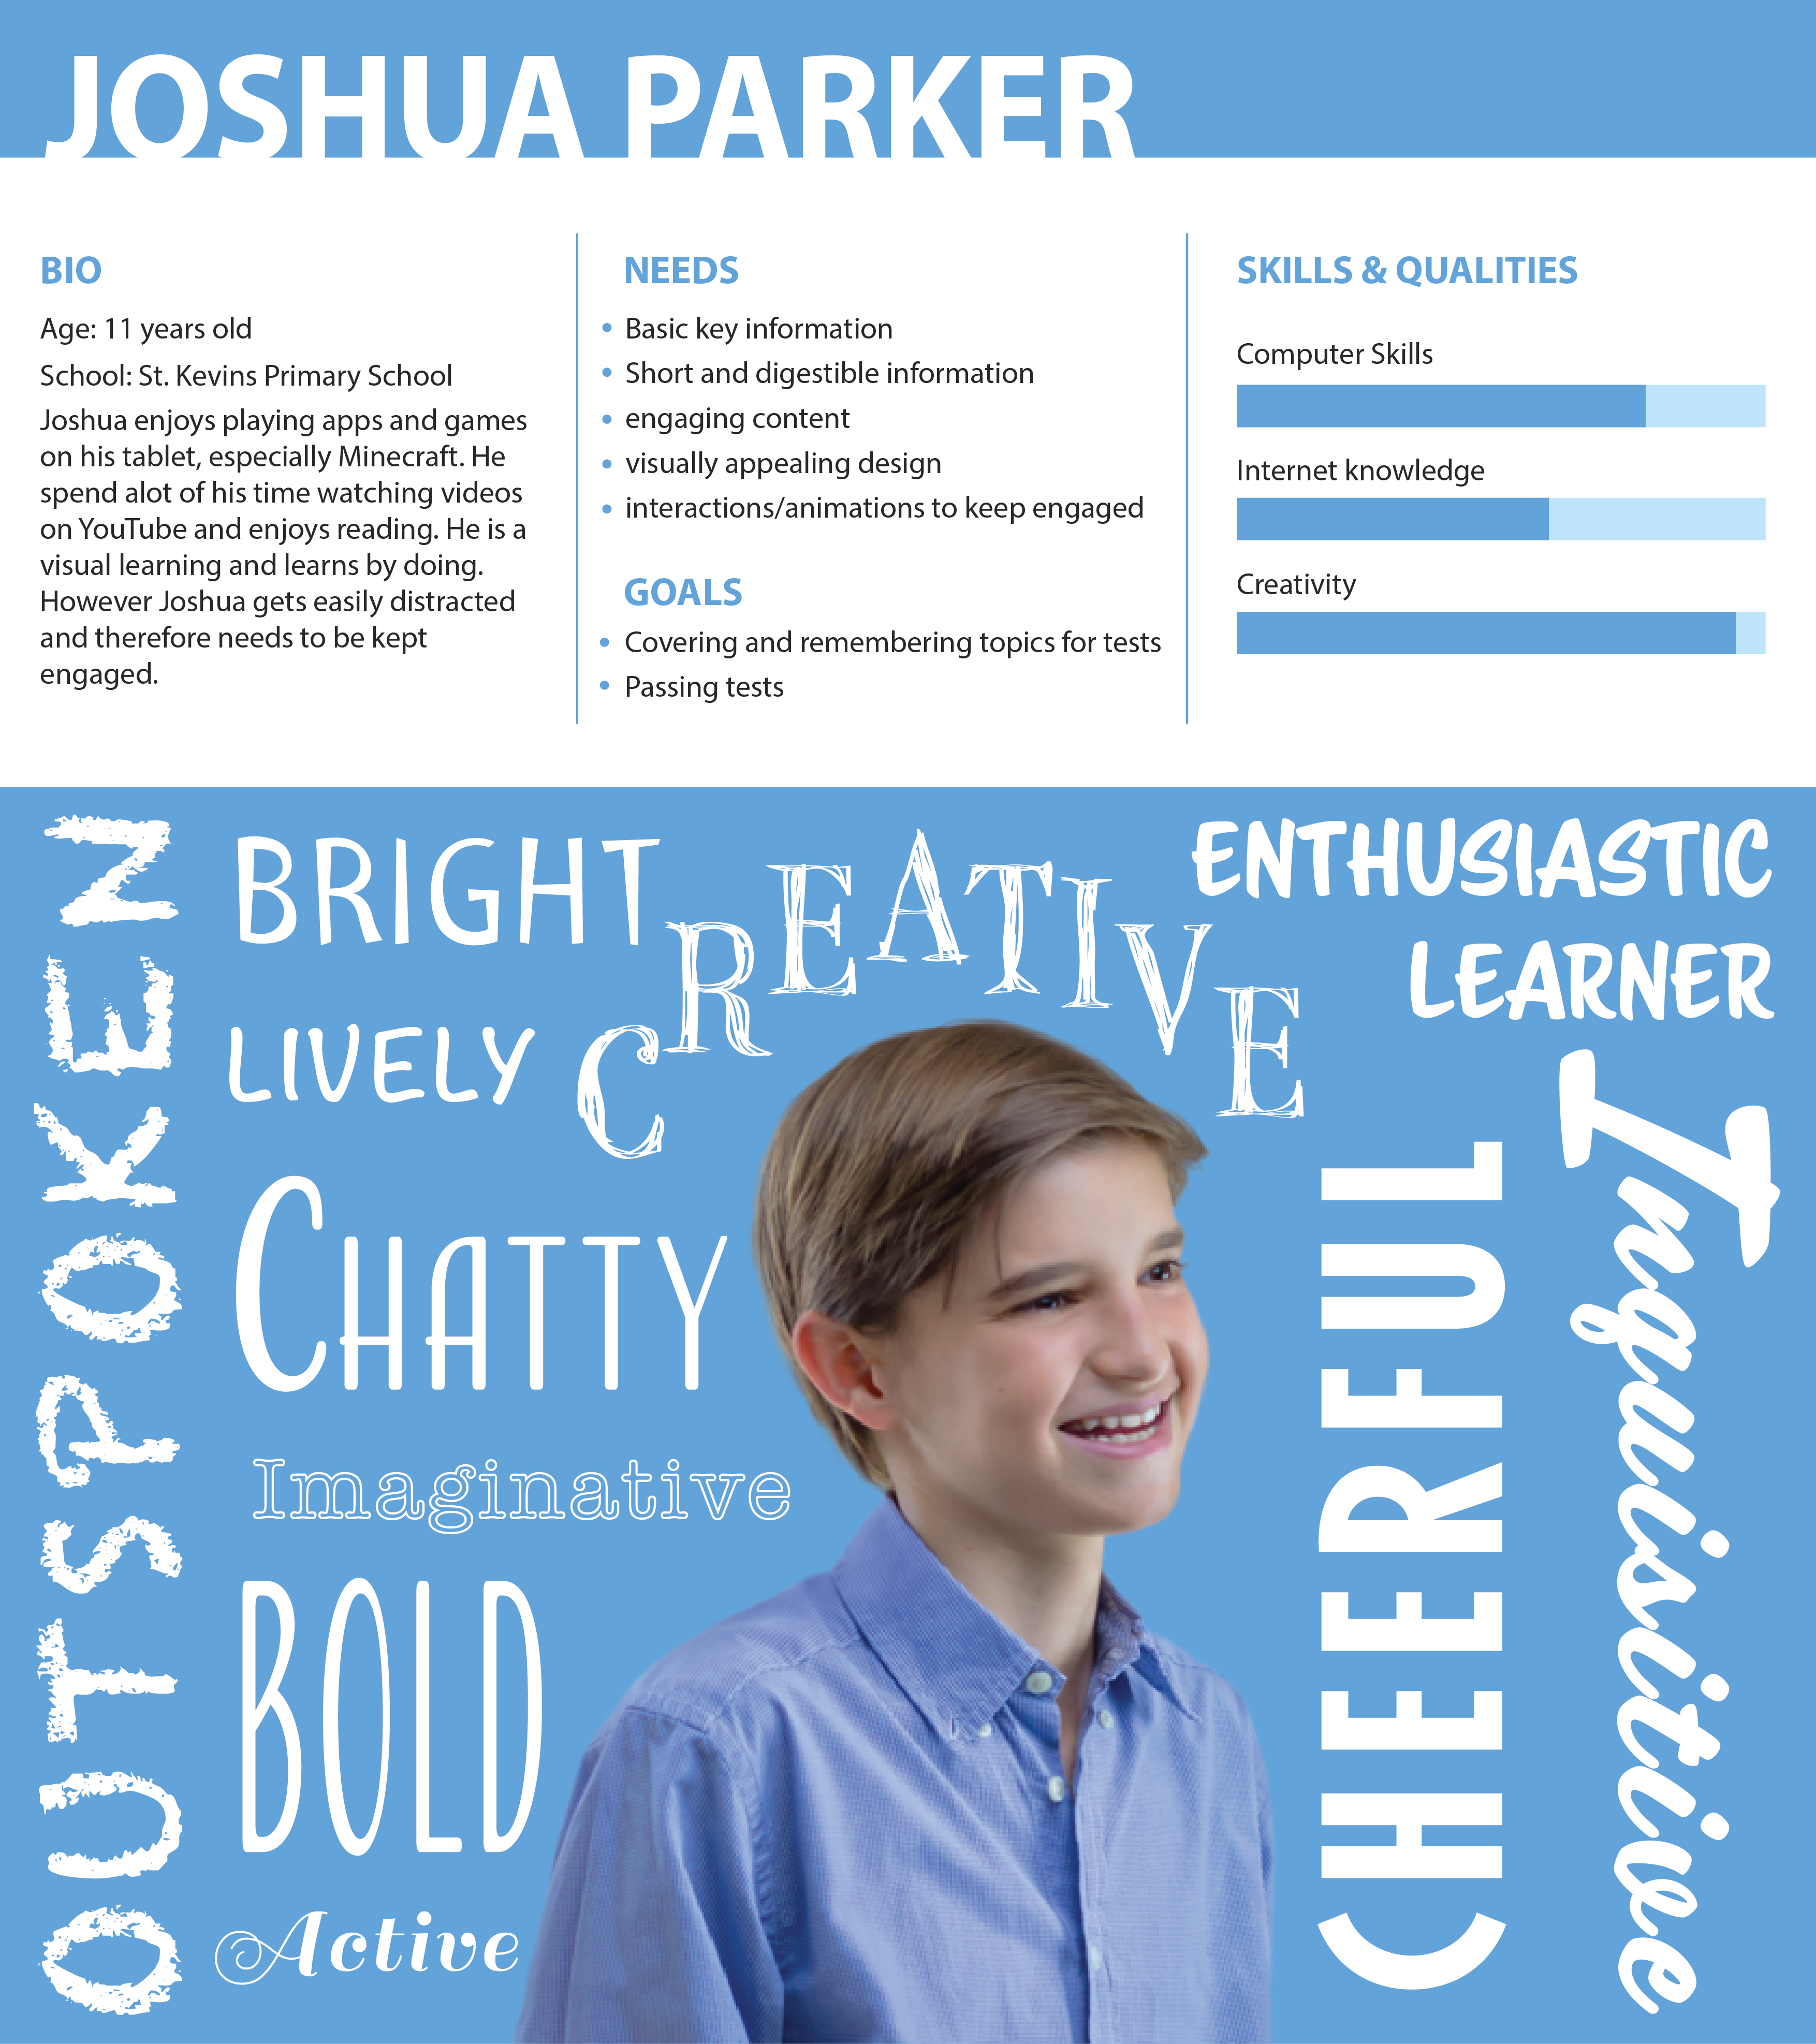 JOSHUA PARKER
BIO
Age: 11 years old
School: St. Kevins Primary School
Joshua enjoys playing apps and games
on his tablet, especially Minecraft. He
spend alot of his time watching videos
on YouTube and enjoys reading. He is a
visual learning and learns by doing.
However Joshua gets easily distracted
and therefore needs to be kept
engaged.
NEEDS
• Basic key information
• Short and digestible information
• engaging content
• visually appealing design
• interactions/animations to keep engaged
GOALS
• Covering and remembering topics for tests
• Passing tests
SKILLS & QUALITIES
Computer Skills
Internet knowledge
Creativity
OUTSPOKEN
BRIGHT
CREATIVE
ENTHUSIASTIC
LEARNER
LIVELY
CHATTY
Imaginative
BOLD
Active
CHEERFUL
Inquisitive